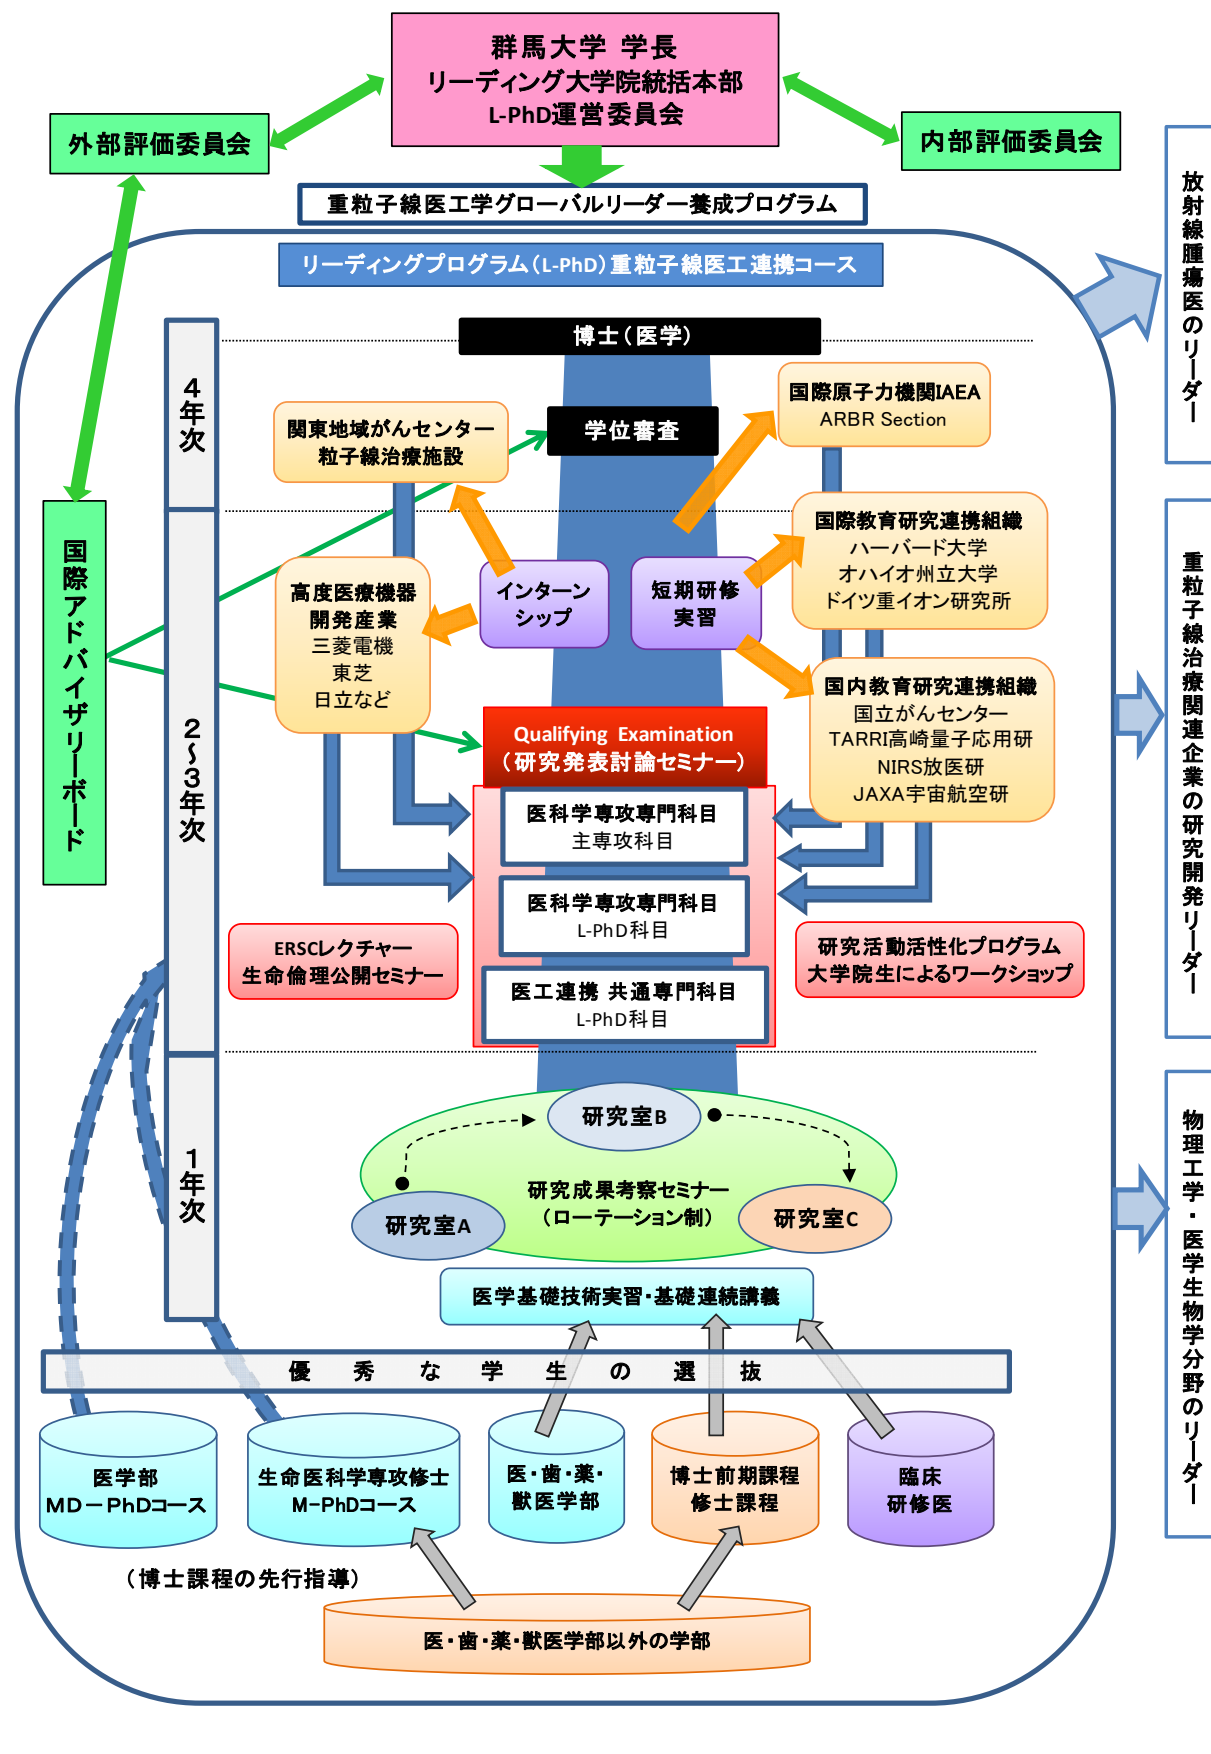 群馬大学 学長
リーディング大学院統括本部
L-PhD運営委員会
外部評価委員会
内部評価委員会
重粒子線医工学グローバルリーダー養成プログラム
リーディングプログラム（L-PhD）重粒子線医工連携コース
放射線腫瘍医のリーダー
重粒子線治療関連企業の研究開発リーダー
物理工学・医学生物学分野のリーダー
国際アドバイザリーボード
４年次
２～３年次
１年次
博士（医学）
学位審査
関東地域がんセンター
粒子線治療施設
国際原子力機関IAEA
ARBR Section
国際教育研究連携組織
ハーバード大学
オハイオ州立大学
ドイツ重イオン研究所
インターン
シップ
短期研修
実習
高度医療機器
開発産業
三菱電機
東芝
日立など
国内教育研究連携組織
国立がんセンター
TARRI高崎量子応用研
NIRS放医研
JAXA宇宙航空研
Qualifying Examination
（研究発表討論セミナー）
医科学専攻専門科目
主専攻科目
医科学専攻専門科目
L-PhD科目
医工連携 共通専門科目
L-PhD科目
ERSCレクチャー
生命倫理公開セミナー
研究活動活性化プログラム
大学院生によるワークショップ
研究室B
研究成果考察セミナー
（ローテーション制）
研究室A
研究室C
医学基礎技術実習・基礎連続講義
優秀な学生の選抜
医学部
ＭＤ－ＰｈＤコース
生命医科学専攻修士
M-PhDコース
医・歯・薬・
獣医学部
博士前期課程
修士課程
臨床
研修医
（博士課程の先行指導）
医・歯・薬・獣医学部以外の学部